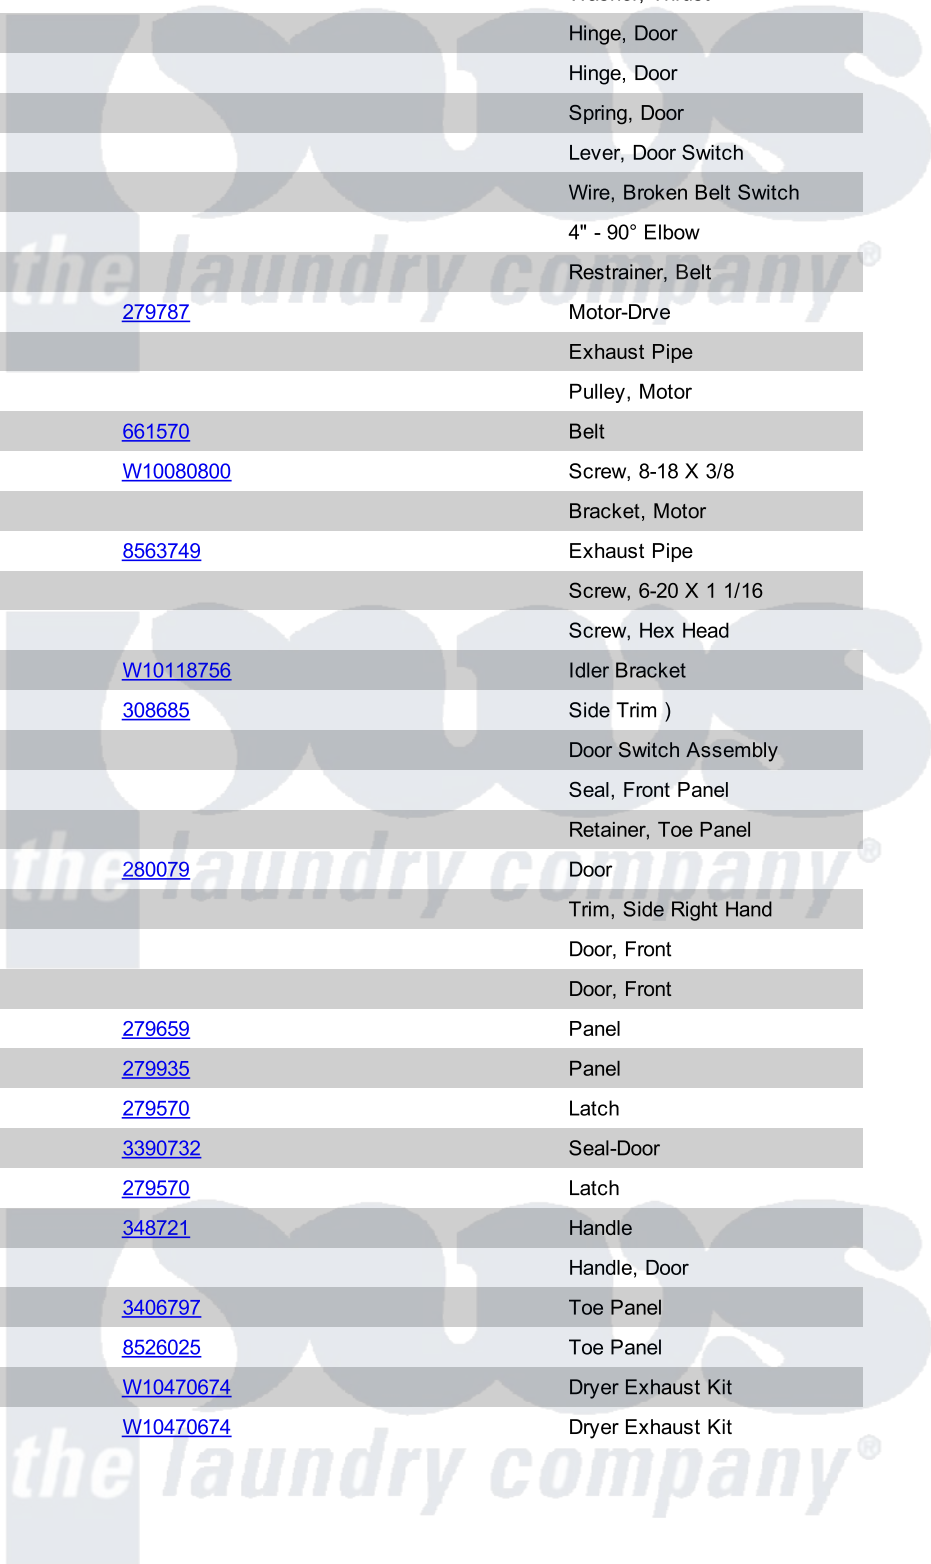 Hinge, Door
Hinge, Door
Spring, Door
Lever, Door Switch
Wire, Broken Belt Switch
4" - 90° Elbow
the laundry company®
Restrainer, Belt
279787 Motor-Drve
Exhaust Pipe
Pulley, Motor
661570 Belt
W10080800 Screw, 8-18 X 3/8
Bracket, Motor
8563749 Exhaust Pipe
Screw, 6-20 X 1 1/16
Screw, Hex Head
W10118756 Idler Bracket
308685 Side Trim )
Door Switch Assembly
Seal, Front Panel
Retainer, Toe Panel
the laundry company®
280079 Door
Trim, Side Right Hand
Door, Front
Door, Front
279659 Panel
279935 Panel
279570 Latch
3390732 Seal-Door
279570 Latch
348721 Handle
Handle, Door
3406797 Toe Panel
8526025 Toe Panel
W10470674 Dryer Exhaust Kit
W10470674 Dryer Exhaust Kit
the laundry company®